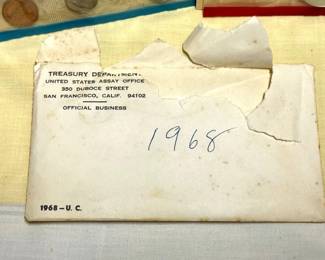 TREASURY DEPARTMENT
UNITED STATES ASSAY OFFICE
350 DUBOCE STREET
SAN FRANCISCO, CALIF. 94102
OFFICIAL BUSINESS
1968
1968-U. C.